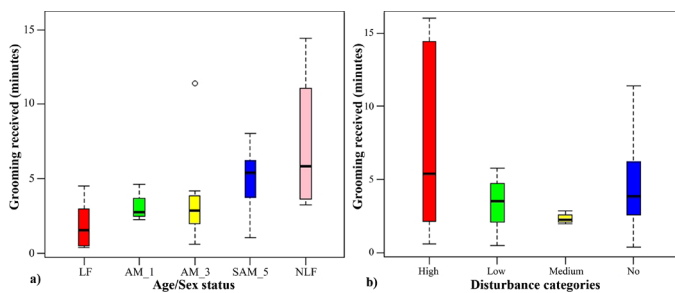 Grooming received (minutes)
15
10
5
0
LF AM_1 AM_3 SAM_5 NLF
a) Age/Sex status
Grooming received (minutes)
15
10
5
0
High Low Medium No
b) Disturbance categories